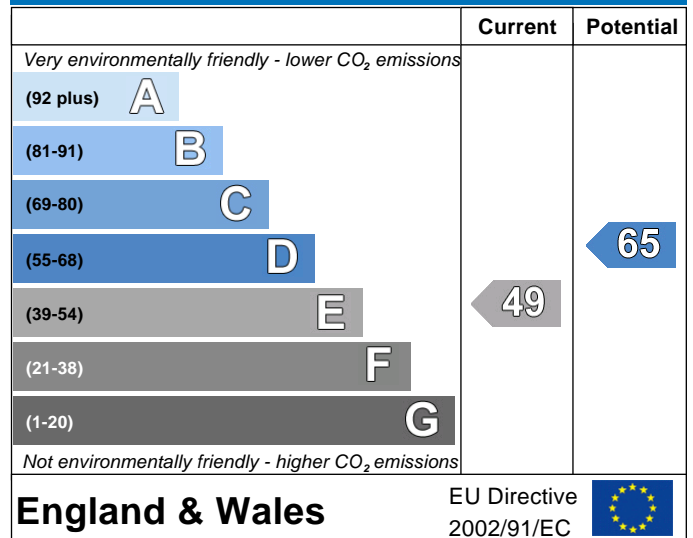 Current Potential
Very environmentally friendly - lower CO₂ emissions
(92 plus) A
(81-91) B
(69-80) C
(55-68) D
65
(39-54) E
49
(21-38) F
(1-20) G
Not environmentally friendly - higher CO₂ emissions
England & Wales
EU Directive
2002/91/EC